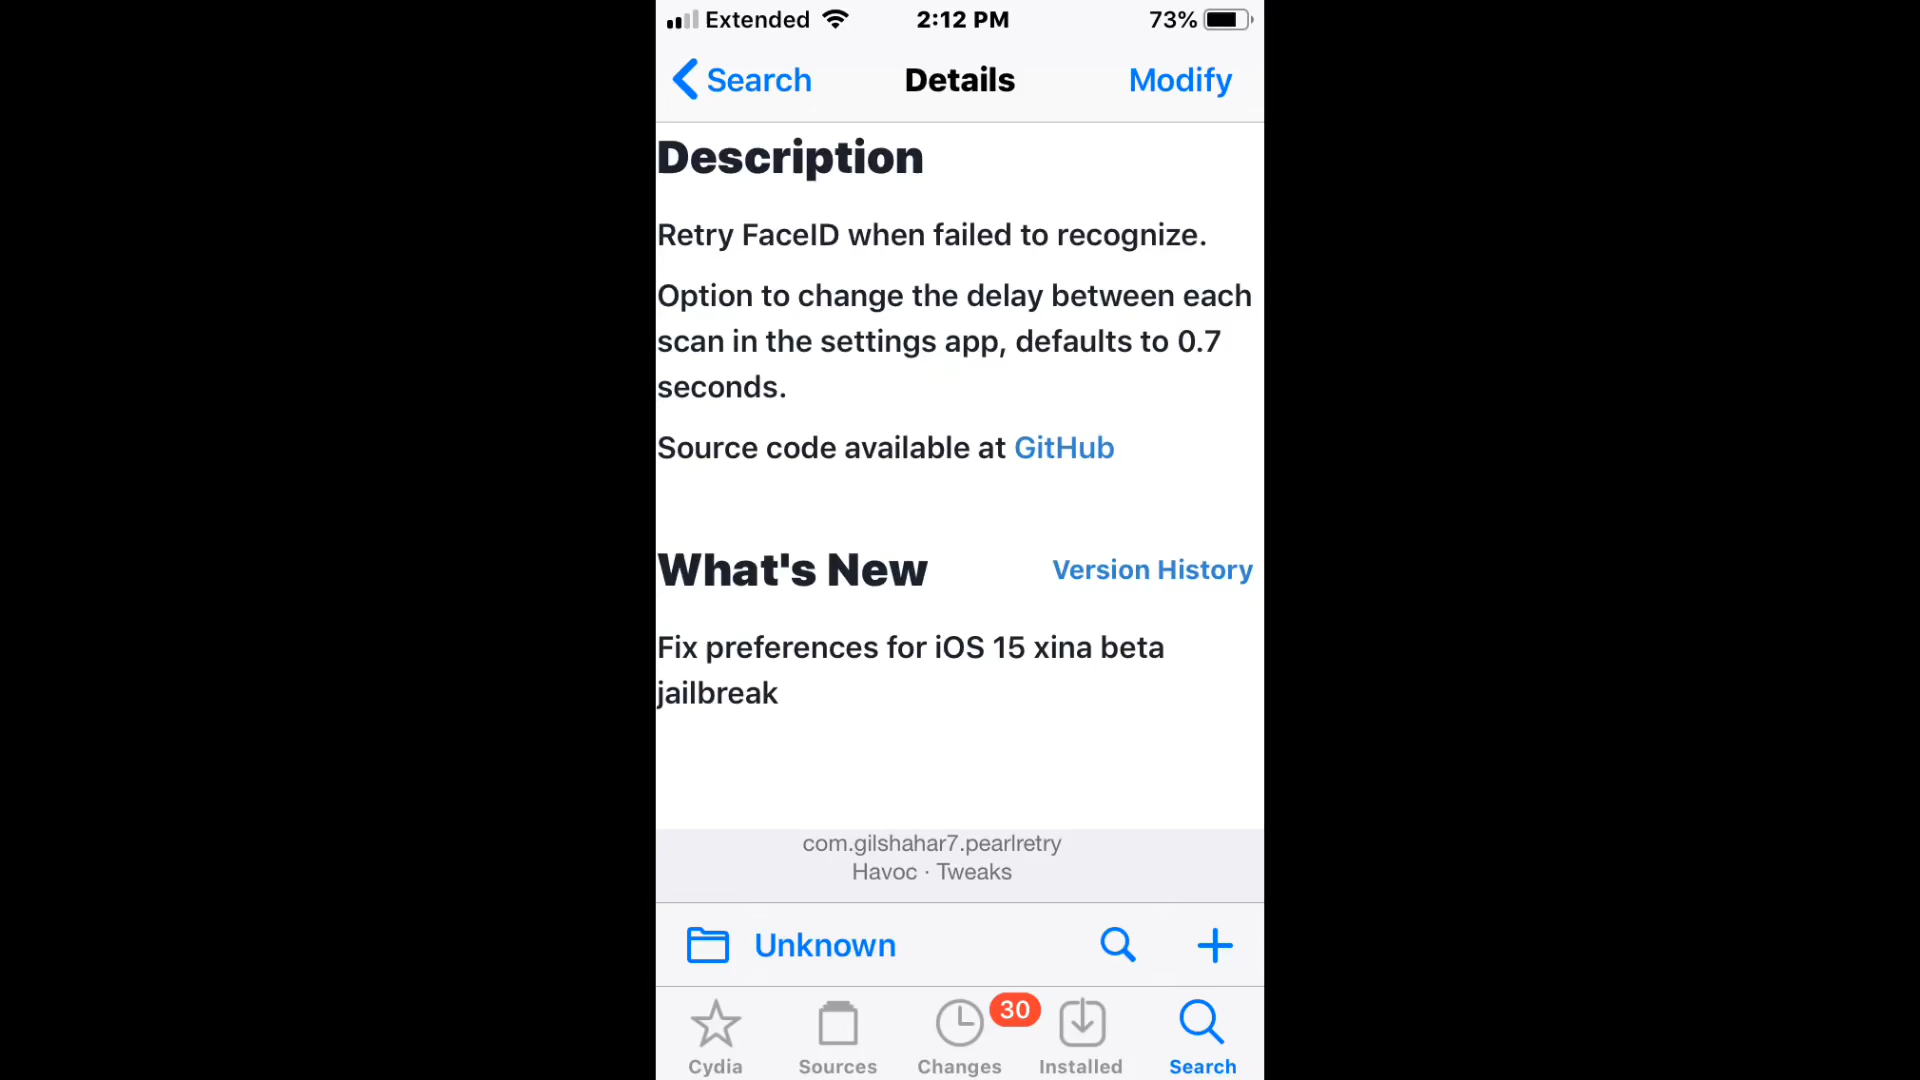 Extended 2:12 PM 73%
Search Details Modify
Description
Retry FaceID when failed to recognize.
Option to change the delay between each
scan in the settings app, defaults to 0.7
seconds.
Source code available at GitHub
What's New Version History
Fix preferences for iOS 15 xina beta
jailbreak
com.gilshahar7.pearlretry
Havoc · Tweaks
Unknown
30
Cydia Sources Changes Installed Search